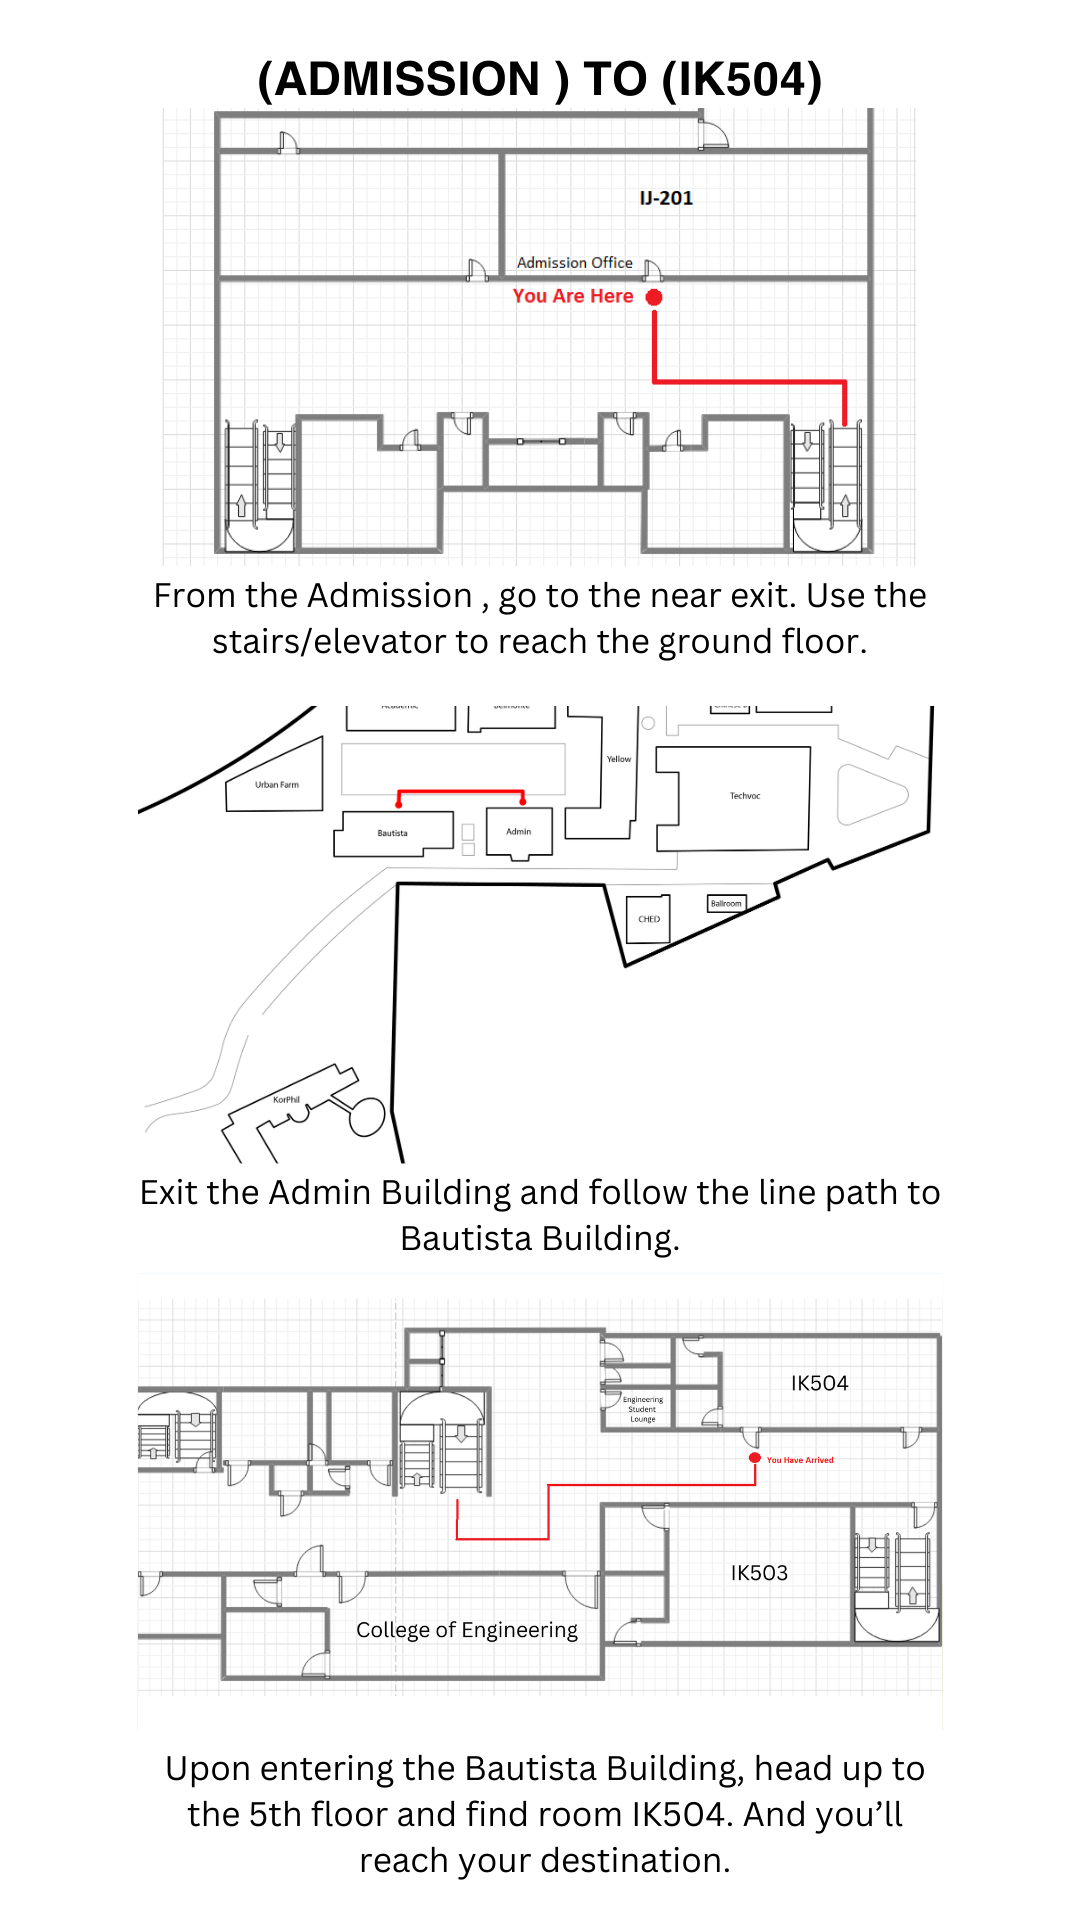 (ADMISSION ) TO (IK504)
IJ-201
Admission Office
You Are Here
From the Admission , go to the near exit. Use the
stairs/elevator to reach the ground floor.
Academic
Belmonte
Yellow
Urban Farm
Techvoc
Bautista
Admin
CHED
Ballroom
KorPhil
Exit the Admin Building and follow the line path to
Bautista Building.
IK504
Engineering
Student
Lounge
You Have Arrived
IK503
College of Engineering
Upon entering the Bautista Building, head up to
the 5th floor and find room IK504. And you’ll
reach your destination.